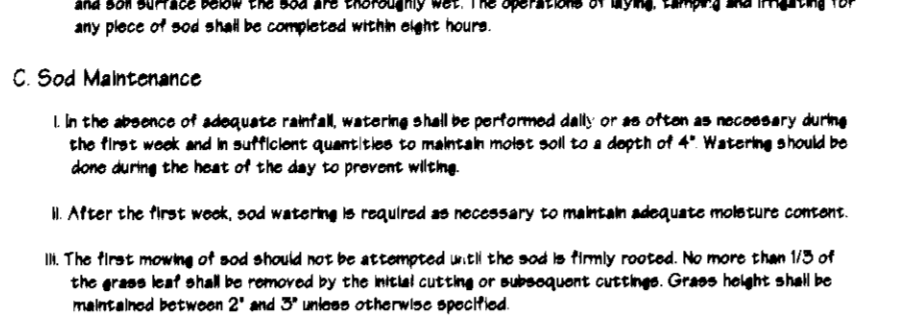 and soil surface below the sod are thoroughly wet. The operations of laying, tamping and irrigating for
any piece of sod shall be completed within eight hours.
C. Sod Maintenance
I. In the absence of adequate rainfall, watering shall be performed daily or as often as necessary during
the first week and in sufficient quantities to maintain moist soil to a depth of 4". Watering should be
done during the heat of the day to prevent wilting.
II. After the first week, sod watering is required as necessary to maintain adequate moisture content.
III. The first mowing of sod should not be attempted until the sod is firmly rooted. No more than 1/3 of
the grass leaf shall be removed by the initial cutting or subsequent cuttings. Grass height shall be
maintained between 2" and 3" unless otherwise specified.